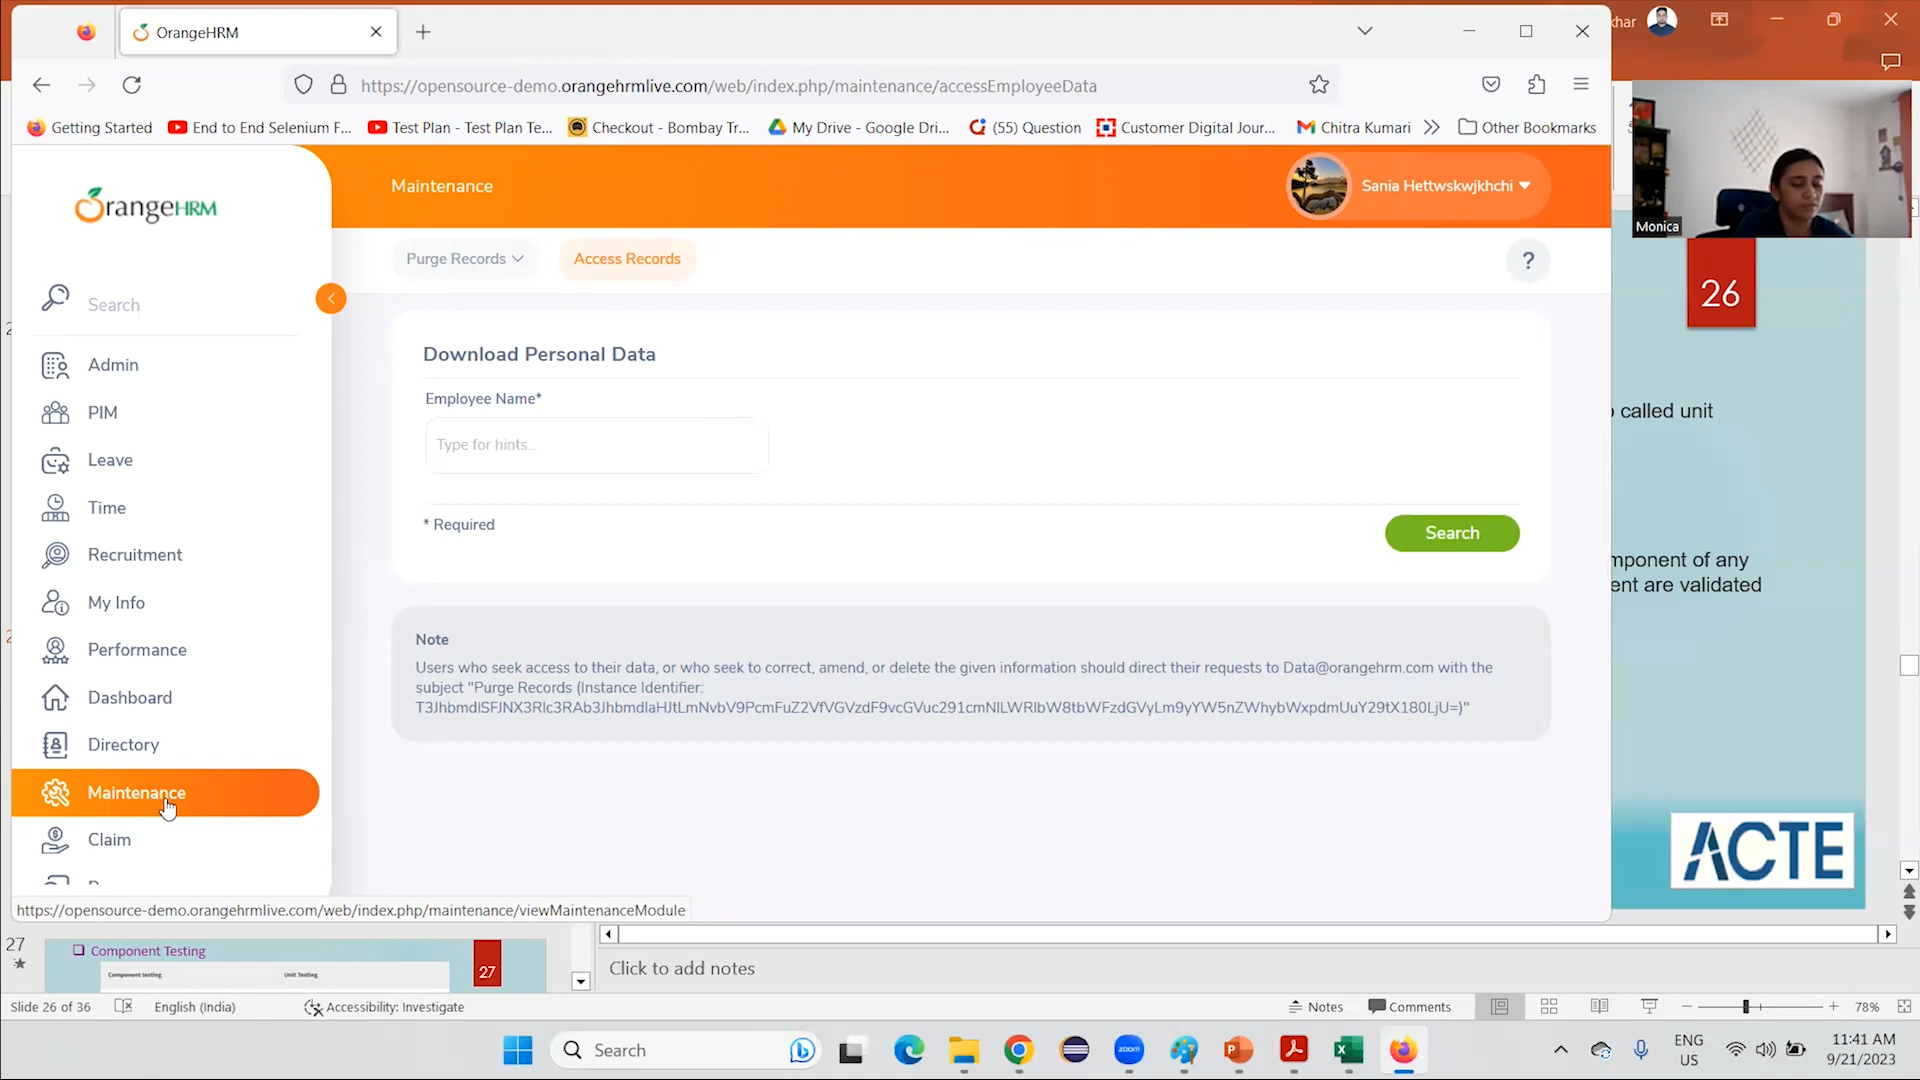 OrangeHRM
khar
https://opensource-demo.orangehrmlive.com/web/index.php/maintenance/accessEmployeeData
Getting Started
End to End Selenium F...
Test Plan - Test Plan Te...
Checkout - Bombay Tr...
My Drive - Google Dri...
(55) Question
Customer Digital Jour...
Chitra Kumari
Other Bookmarks
OrangeHRM
Maintenance
Sania Hettwskwjkhchi
Monica
Purge Records
Access Records
?
26
Search
Admin
PIM
Leave
Time
Recruitment
My Info
Performance
Dashboard
Directory
Maintenance
Claim
Download Personal Data
Employee Name*
Type for hints...
* Required
Search
called unit
mponent of any
ent are validated
Note
Users who seek access to their data, or who seek to correct, amend, or delete the given information should direct their requests to Data@orangehrm.com with the
subject "Purge Records (Instance Identifier:
ACTE
https://opensource-demo.orangehrmlive.com/web/index.php/maintenance/viewMaintenanceModule
27
Component Testing
Component testing
Unit Testing
27
Click to add notes
Slide 26 of 36
English (India)
Accessibility: Investigate
Notes
Comments
78%
Search
zoom
ENG
US
11:41 AM
9/21/2023